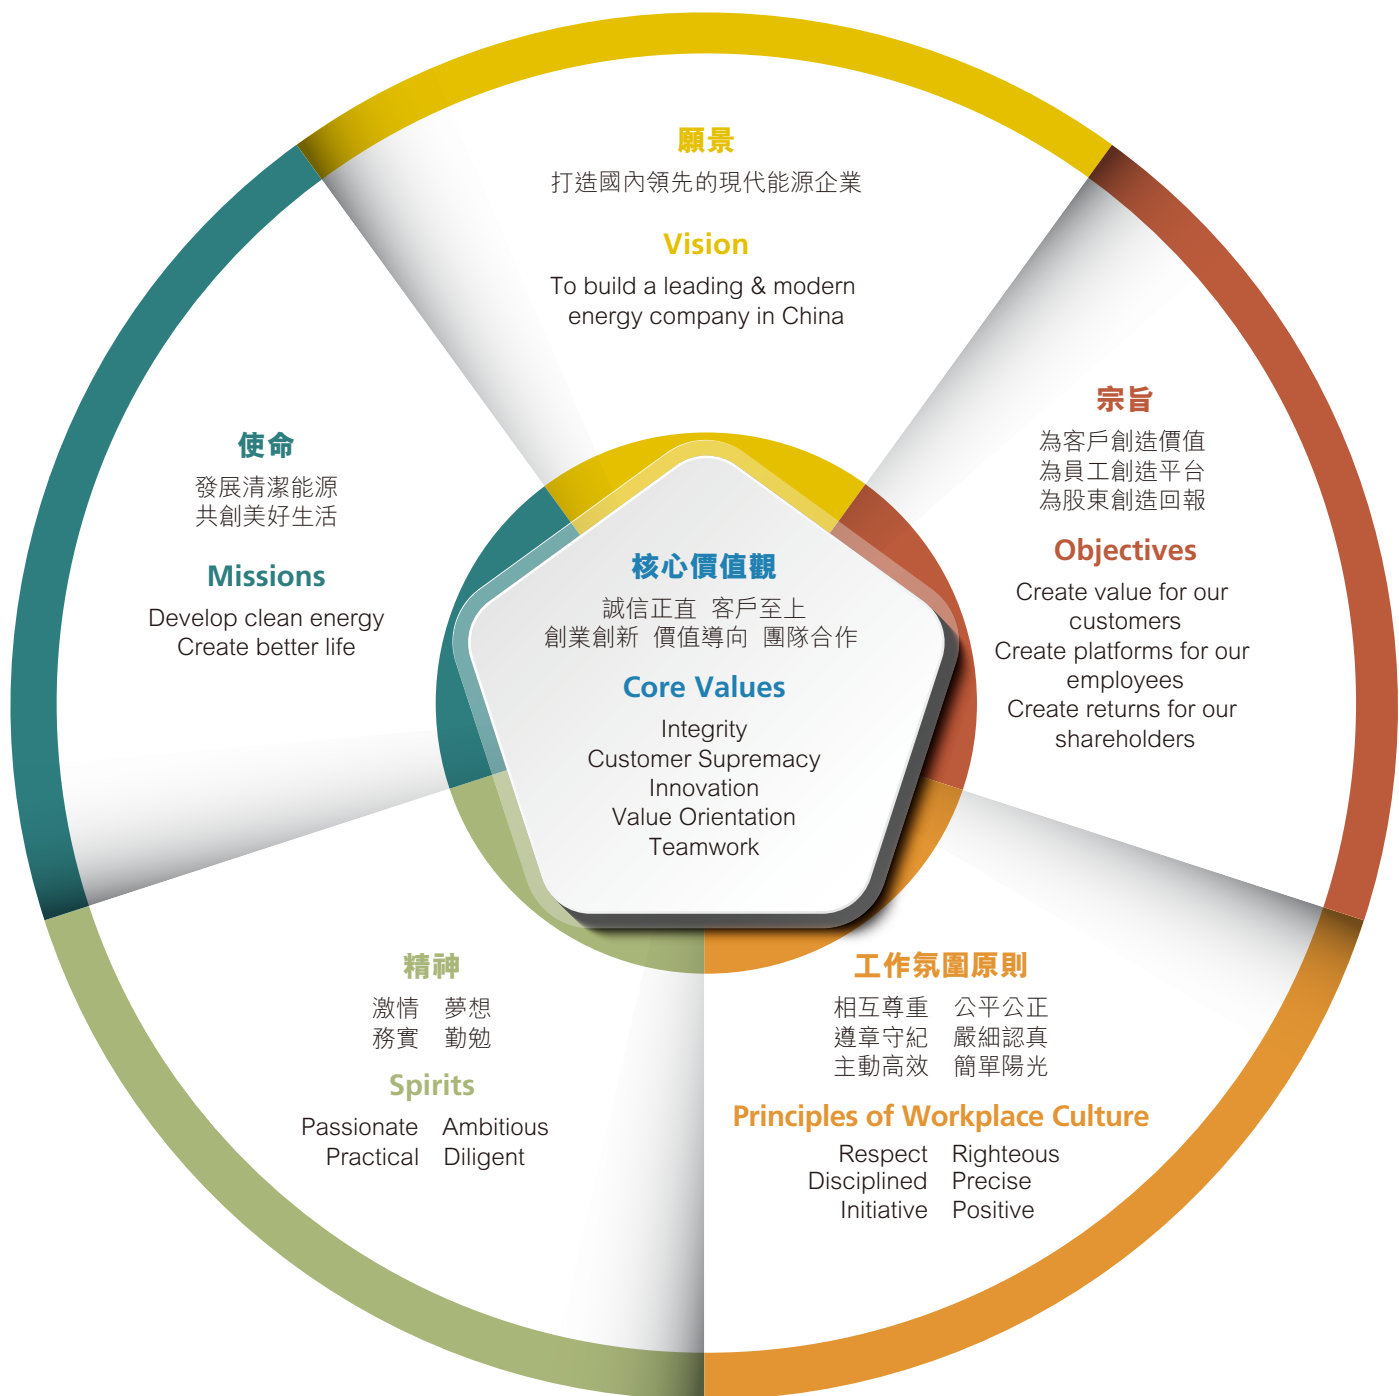 願景
打造國內領先的現代能源企業
Vision
To build a leading & modern
energy company in China
宗旨
為客戶創造價值
為員工創造平台
為股東創造回報
Objectives
Create value for our
customers
Create platforms for our
employees
Create returns for our
shareholders
使命
發展清潔能源
共創美好生活
Missions
Develop clean energy
Create better life
核心價值觀
誠信正直 客戶至上
創業創新 價值導向 團隊合作
Core Values
Integrity
Customer Supremacy
Innovation
Value Orientation
Teamwork
精神
激情 夢想
務實 勤勉
Spirits
Passionate Ambitious
Practical Diligent
工作氛圍原則
相互尊重 公平公正
遵章守紀 嚴細認真
主動高效 簡單陽光
Principles of Workplace Culture
Respect Righteous
Disciplined Precise
Initiative Positive